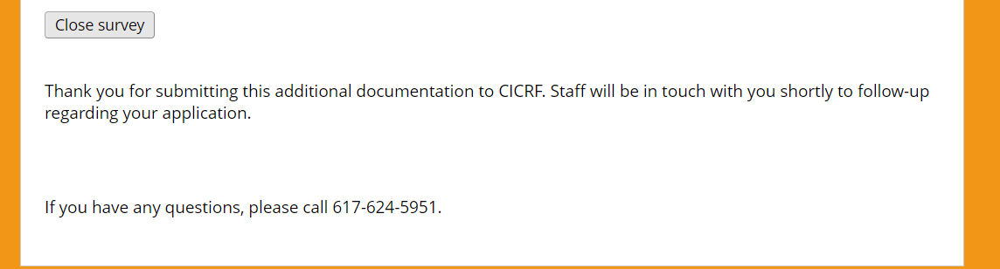 Close survey
Thank you for submitting this additional documentation to CICRF. Staff will be in touch with you shortly to follow-up
regarding your application.
If you have any questions, please call 617-624-5951.